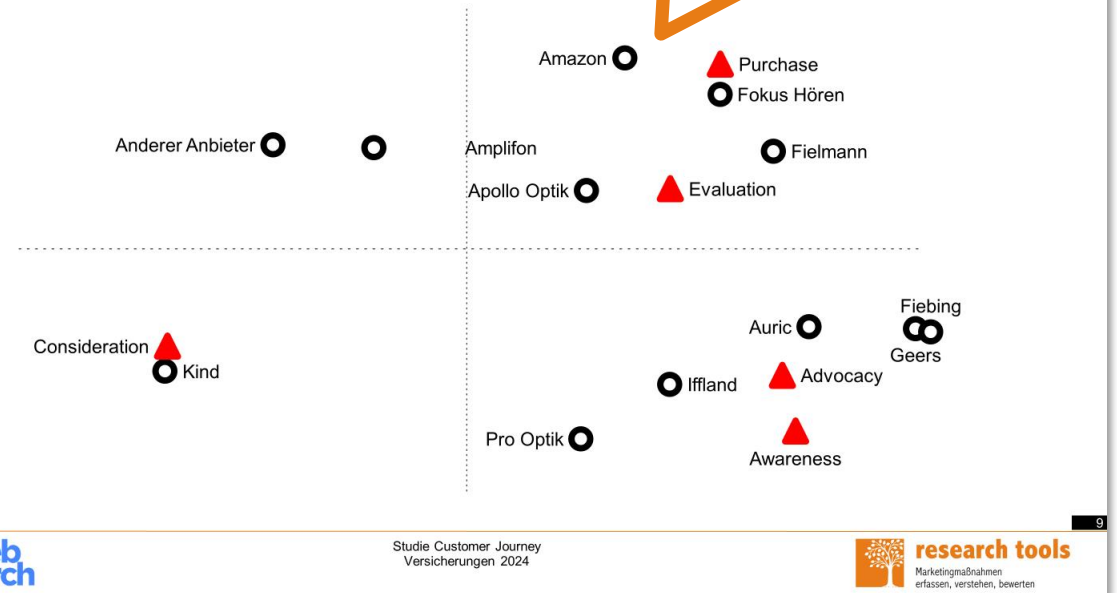 Amazon
Purchase
Fokus Hören
Anderer Anbieter
Amplifon
Fielmann
Apollo Optik
Evaluation
Fiebing
Auric
Consideration
Geers
Kind
Advocacy
Iffland
Pro Optik
Awareness
9
b
rch
Studie Customer Journey
Versicherungen 2024
research tools
Marketingmaßnahmen
erfassen, verstehen, bewerten